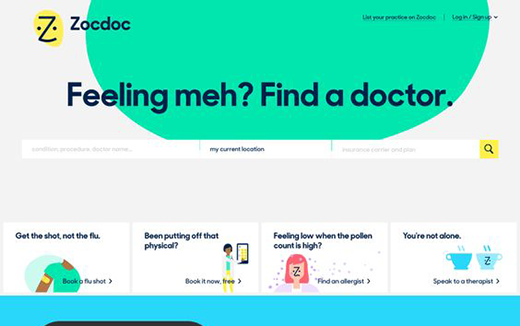 Zocdoc
List your practice on Zocdoc
Log in / Sign up
Feeling meh? Find a doctor.
condition, procedure, doctor name...
my current location
insurance carrier and plan
Get the shot, not the flu.
Book a flu shot
Been putting off that
physical?
Book it now, free
Feeling low when the pollen
count is high?
Find an allergist
You're not alone.
Speak to a therapist